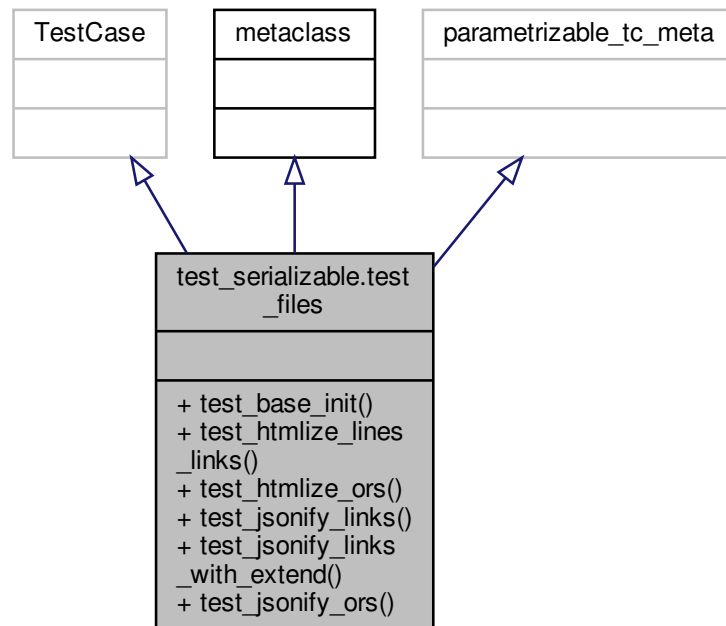 TestCase
metaclass
parametrizable_tc_meta
test_serializable.test
_files
+ test_base_init()
+ test_htmlize_lines
_links()
+ test_htmlize_ors()
+ test_jsonify_links()
+ test_jsonify_links
_with_extend()
+ test_jsonify_ors()